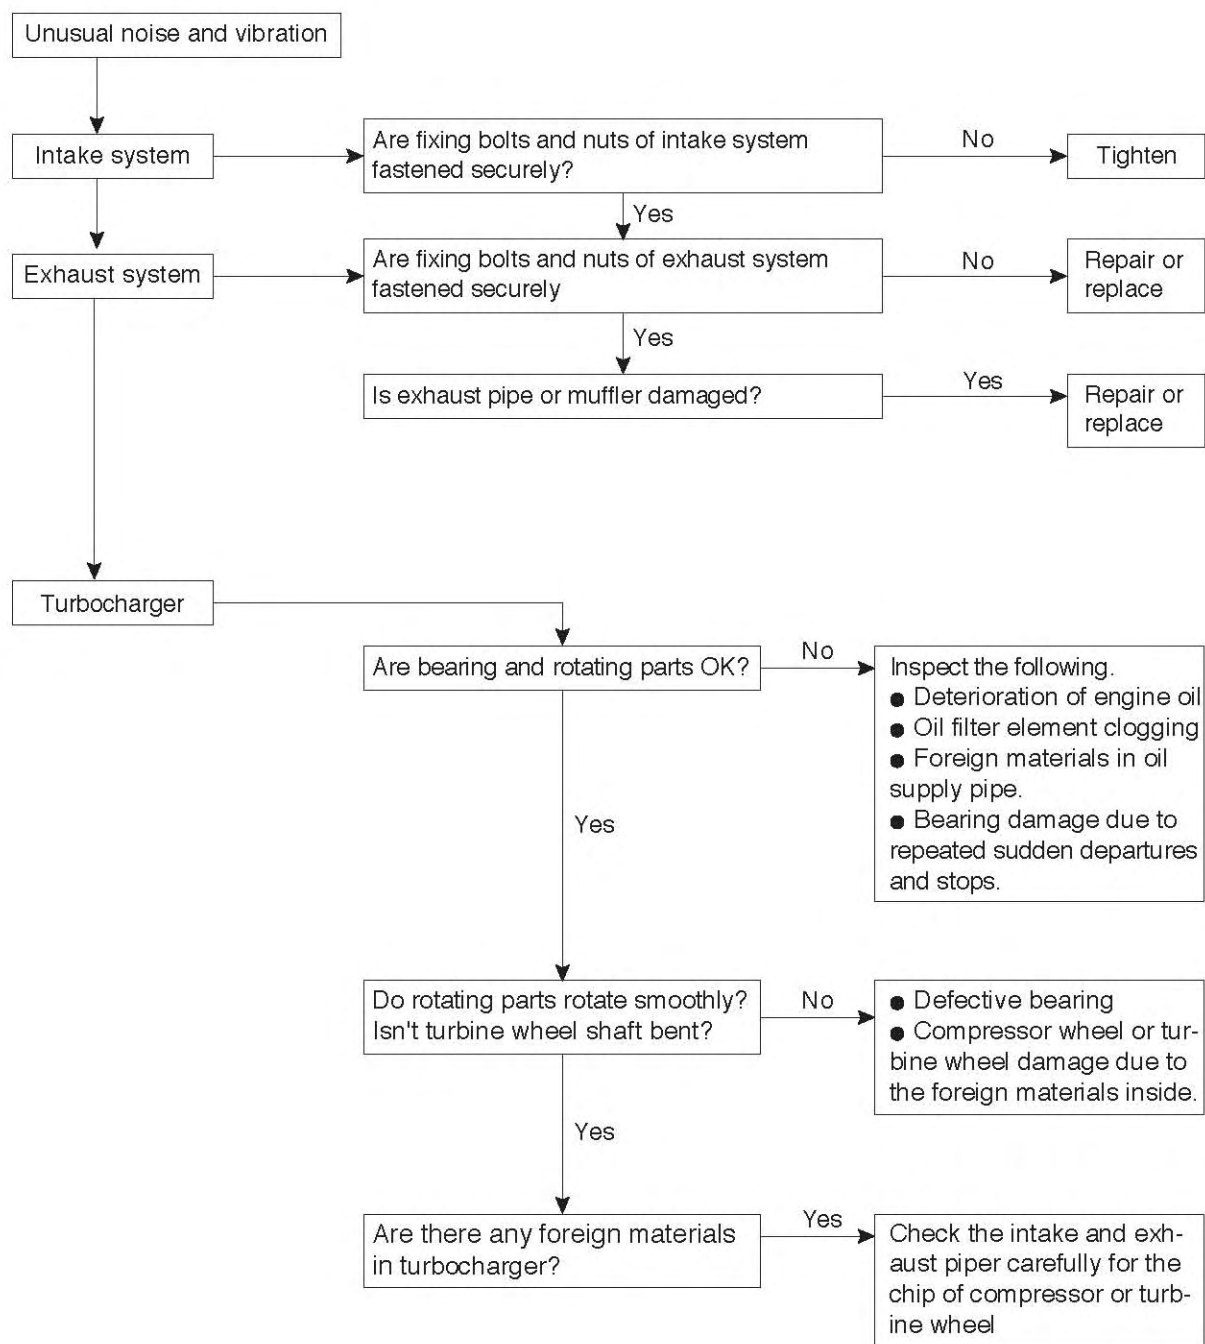 Unusual noise and vibration
Intake system
Are fixing bolts and nuts of intake system
fastened securely?
No
Tighten
Yes
Exhaust system
Are fixing bolts and nuts of exhaust system
fastened securely
No
Repair or
replace
Yes
Is exhaust pipe or muffler damaged?
Yes
Repair or
replace
Turbocharger
Are bearing and rotating parts OK?
No
Inspect the following.
● Deterioration of engine oil
● Oil filter element clogging
● Foreign materials in oil
supply pipe.
● Bearing damage due to
repeated sudden departures
and stops.
Yes
Do rotating parts rotate smoothly?
Isn't turbine wheel shaft bent?
No
● Defective bearing
● Compressor wheel or tur-
bine wheel damage due to
the foreign materials inside.
Yes
Are there any foreign materials
in turbocharger?
Yes
Check the intake and exh-
aust piper carefully for the
chip of compressor or turb-
ine wheel